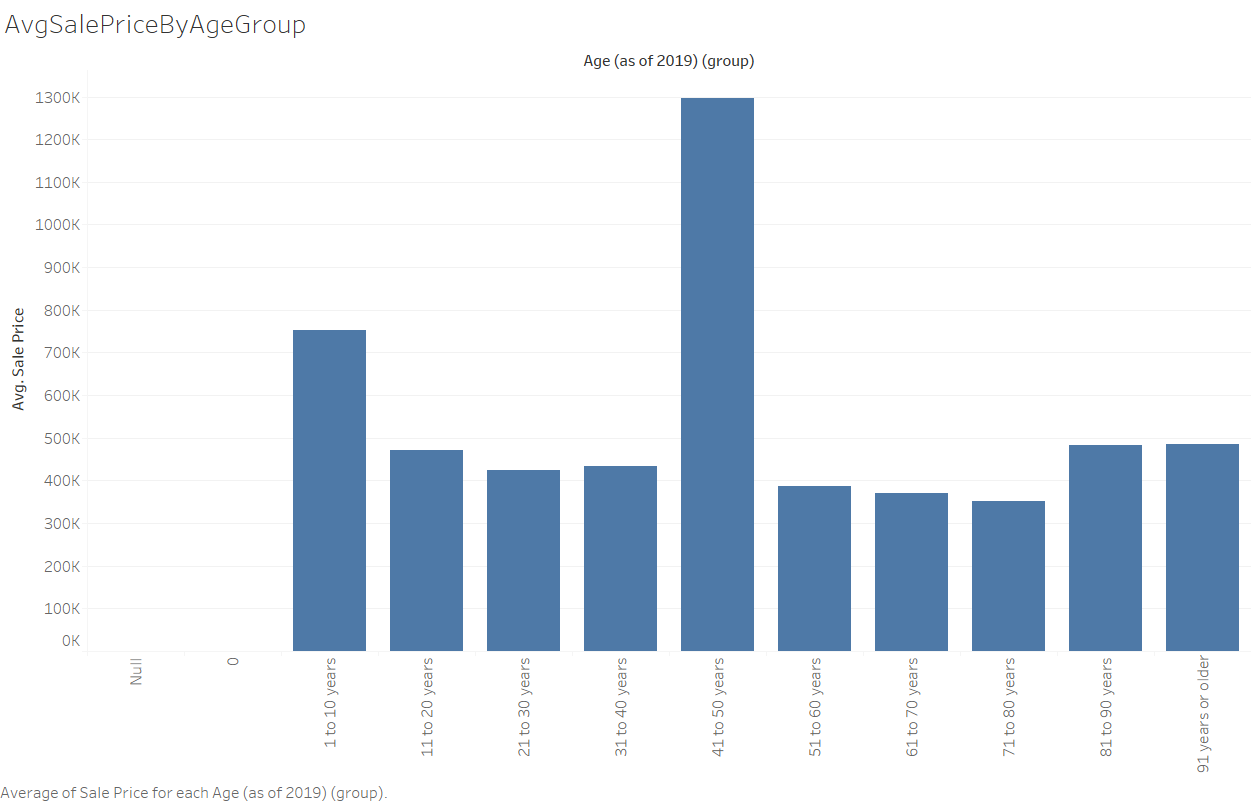 AvgSalePriceByAgeGroup
Age (as of 2019) (group)
1300K
1200K
1100K
1000K
900K
800K
700K
600K
500K
400K
300K
200K
100K
0K
Avg. Sale Price
Null
0
1 to 10 years
11 to 20 years
21 to 30 years
31 to 40 years
41 to 50 years
51 to 60 years
61 to 70 years
71 to 80 years
81 to 90 years
91 years or older
Average of Sale Price for each Age (as of 2019) (group).